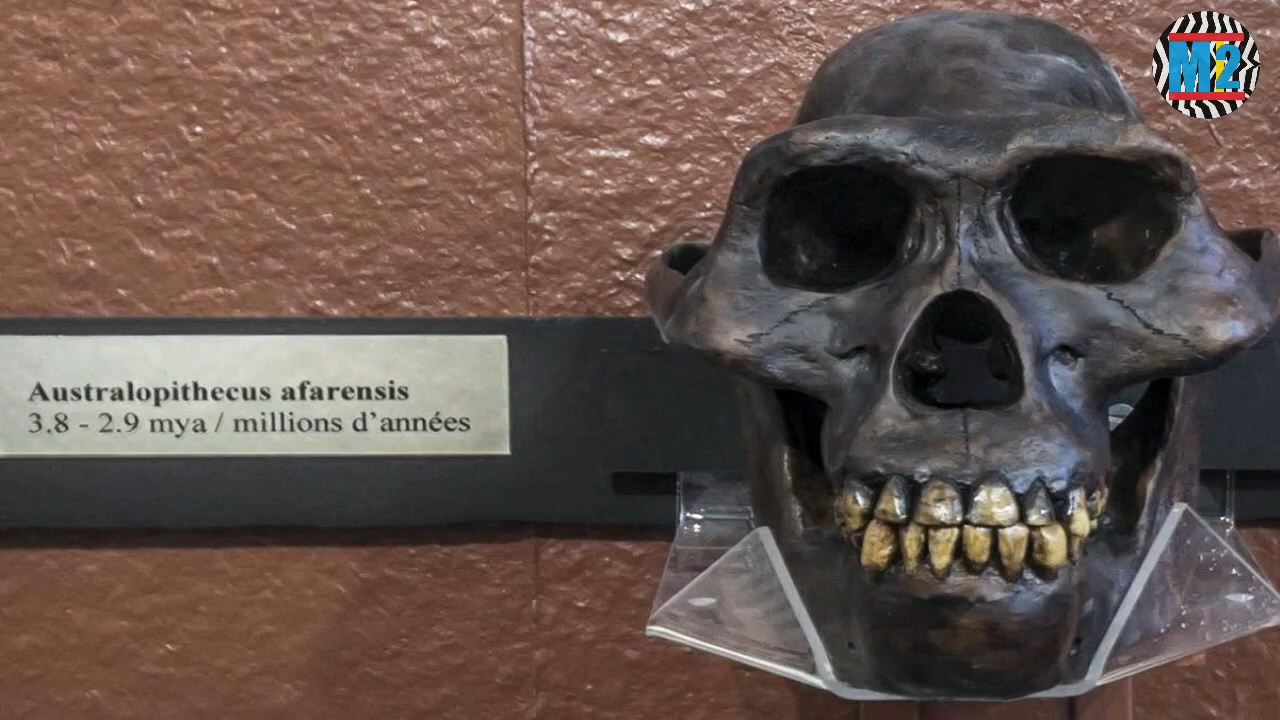 Australopithecus afarensis
3.8 - 2.9 mya / millions d'années
M2